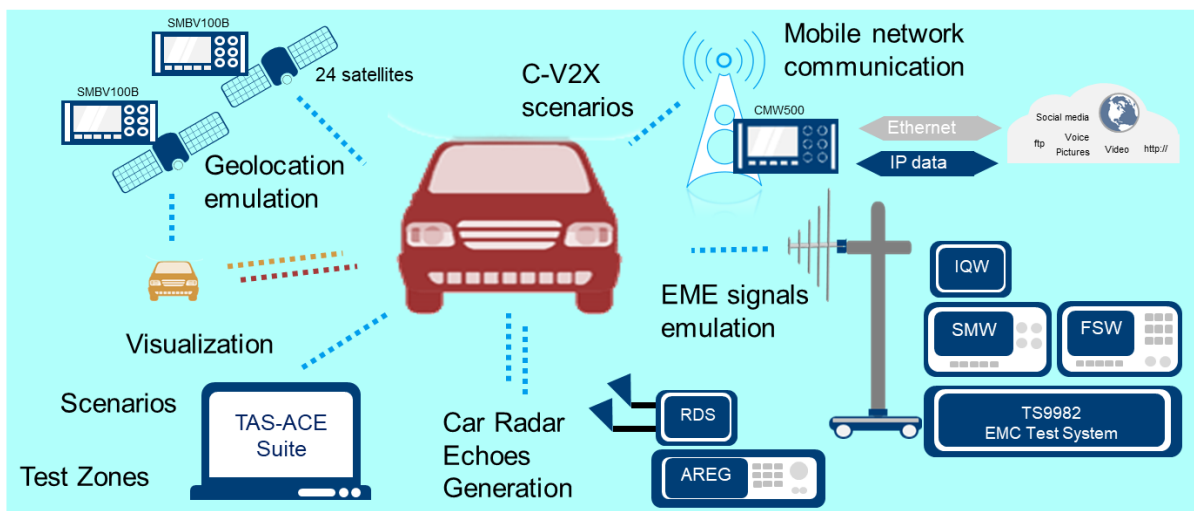 SMBV100B
24 satellites
SMBV100B
Geolocation
emulation
C-V2X
scenarios
Mobile network
communication
CMW500
Ethernet
IP data
Social media
Voice
ftp
Pictures
Video
http://
EME signals
emulation
IQW
SMW
FSW
TS9982
EMC Test System
Visualization
Scenarios
Test Zones
TAS-ACE
Suite
Car Radar
Echoes
Generation
RDS
AREG